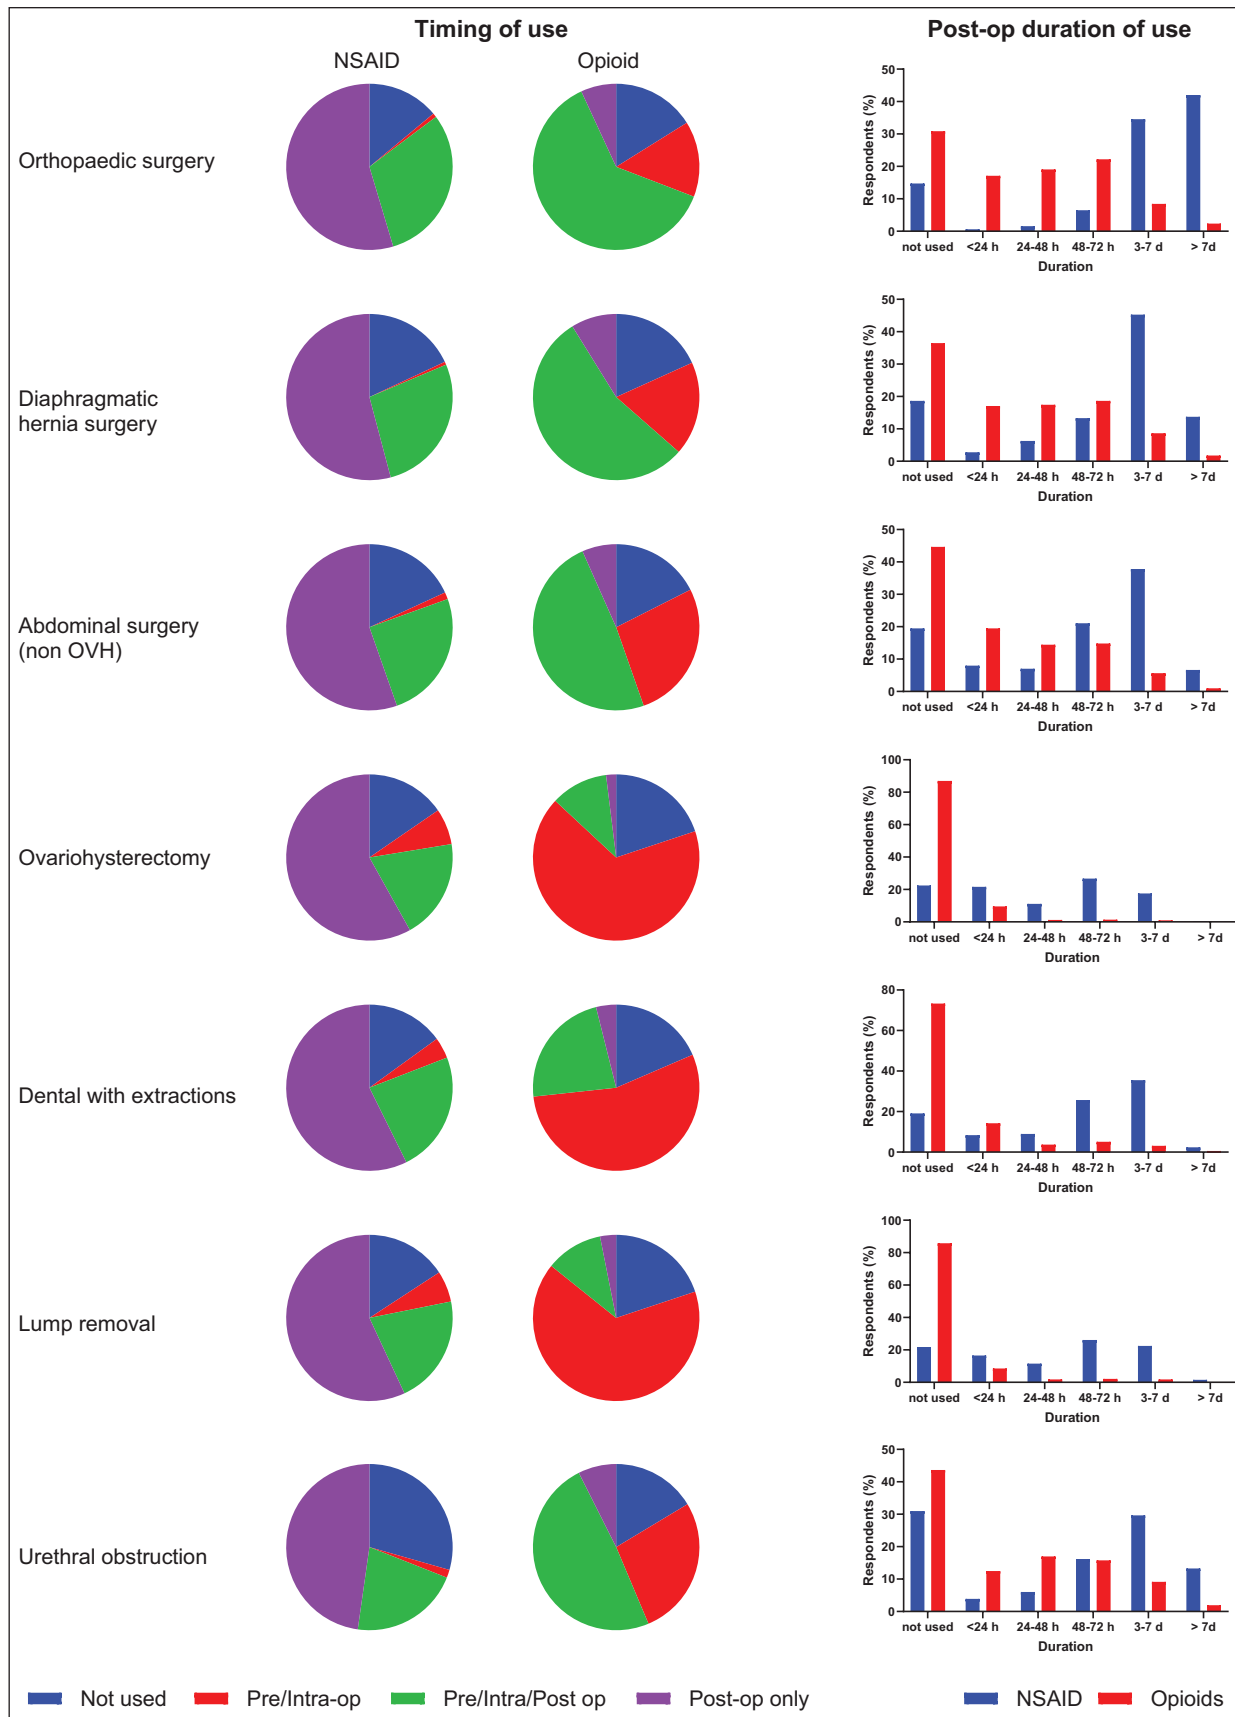 Timing of use
Post-op duration of use
NSAID
Opioid
Orthopaedic surgery
Respondents (%)
50
40
30
20
10
0
not used
<24 h
24-48 h
48-72 h
3-7 d
> 7d
Duration
Diaphragmatic
hernia surgery
Respondents (%)
50
40
30
20
10
0
not used
<24 h
24-48 h
48-72 h
3-7 d
> 7d
Duration
Abdominal surgery
(non OVH)
Respondents (%)
50
40
30
20
10
0
not used
<24 h
24-48 h
48-72 h
3-7 d
> 7d
Duration
Ovariohysterectomy
Respondents (%)
100
80
60
40
20
0
not used
<24 h
24-48 h
48-72 h
3-7 d
> 7d
Duration
Dental with extractions
Respondents (%)
80
60
40
20
0
not used
<24 h
24-48 h
48-72 h
3-7 d
> 7d
Duration
Lump removal
Respondents (%)
100
80
60
40
20
0
not used
<24 h
24-48 h
48-72 h
3-7 d
> 7d
Duration
Urethral obstruction
Respondents (%)
50
40
30
20
10
0
not used
<24 h
24-48 h
48-72 h
3-7 d
> 7d
Duration
Not used
Pre/Intra-op
Pre/Intra/Post op
Post-op only
NSAID
Opioids